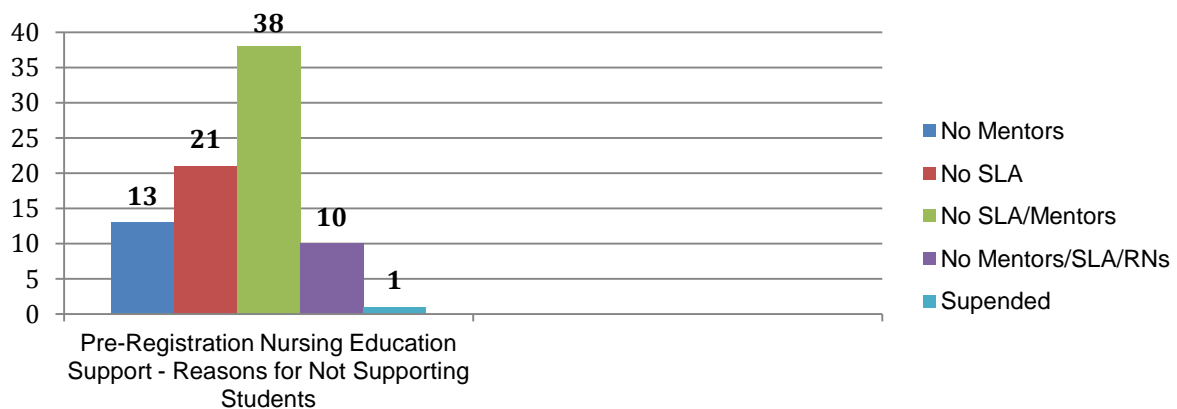 40
35
30
25
20
15
10
5
0
13
21
38
10
1
Pre-Registration Nursing Education
Support - Reasons for Not Supporting
Students
No Mentors
No SLA
No SLA/Mentors
No Mentors/SLA/RNs
Supended